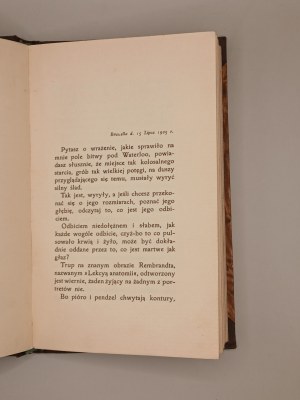 Bruksella d. 15 lipca 1905 r.
Pytasz o wrażenie, jakie sprawiło na
mnie pole bitwy pod Waterloo, powia-
dasz słusznie, że miejsce tak kolosalnego
starcia, grób tak wielkiej potęgi, na duszy
przyglądającego się temu, musiały wyryć
silny ślad.
Tak jest, wyryły, a jeśli chcesz przeko-
nać się o jego rozmiarach, poznać jego
głębię, odczytaj to, co jest jego odbi-
ciem.
Odbiciem niedołężnem i słabem, jak
każde wogóle odbicie, czyż-bo to co pul-
sowało krwią i żyło, może być dokła-
dnie oddane przez to, co jest martwe jak
głaz?
Trup na znanym obrazie Rembrandta,
nazwanym «Lekcyą anatomii», odtworzony
jest wiernie, żaden żyjący na żadnym z por-
tretów nie.
Bo pióro i pendzel chwytają kontury,